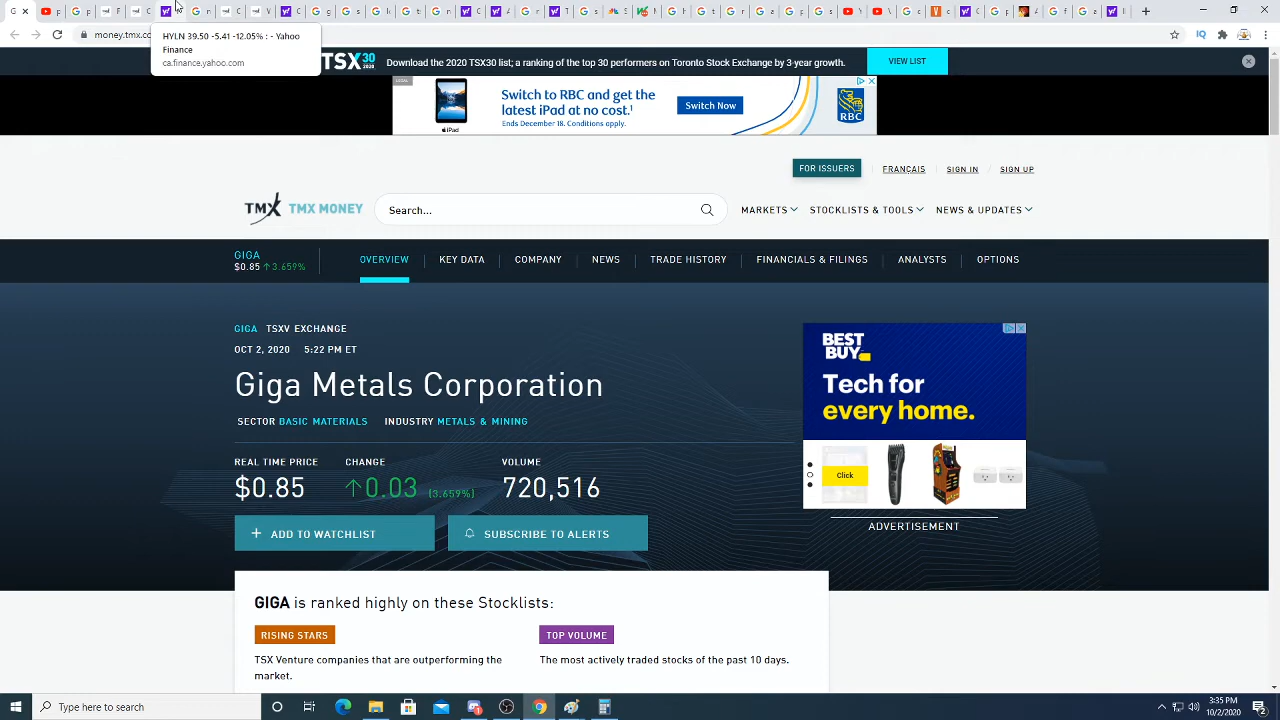 HYLN 39.50 -5.41 -12.05% : - Yahoo
Finance
ca.finance.yahoo.com
money.tmx.co
IQ
TSX30
2020
Download the 2020 TSX30 list; a ranking of the top 30 performers on Toronto Stock Exchange by 3-year growth.
VIEW LIST
iPad
Switch to RBC and get the
latest iPad at no cost.¹
Ends December 18. Conditions apply.
Switch Now
RBC
FOR ISSUERS
FRANÇAIS
SIGN IN
SIGN UP
TMX TMX MONEY
Search...
MARKETS
STOCKLISTS & TOOLS
NEWS & UPDATES
GIGA
$0.85 ↑3.659%
OVERVIEW
KEY DATA
COMPANY
NEWS
TRADE HISTORY
FINANCIALS & FILINGS
ANALYSTS
OPTIONS
GIGA TSXV EXCHANGE
OCT 2, 2020 5:22 PM ET
Giga Metals Corporation
SECTOR BASIC MATERIALS INDUSTRY METALS & MINING
REAL TIME PRICE CHANGE VOLUME
$0.85 ↑0.03 (3.659%) 720,516
+ ADD TO WATCHLIST
SUBSCRIBE TO ALERTS
BEST
BUY
Tech for
every home.
Click
ADVERTISEMENT
GIGA is ranked highly on these Stocklists:
RISING STARS
TSX Venture companies that are outperforming the
market.
TOP VOLUME
The most actively traded stocks of the past 10 days.
Type here to search
3:35 PM
10/2/2020
2